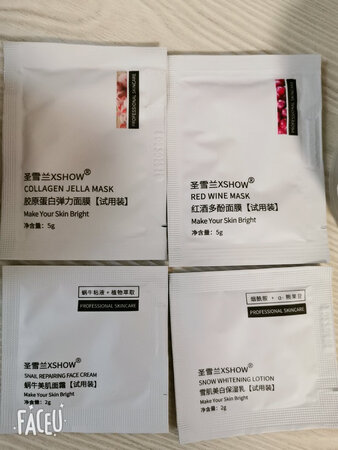 PROFESSIONAL SKINCARE
圣雪兰XSHOW®
COLLAGEN JELLA MASK
胶原蛋白弹力面膜【试用装】
Make Your Skin Bright
净含量：5g
PROFESSIONAL SKINCARE
圣雪兰XSHOW®
RED WINE MASK
红酒多酚面膜【试用装】
Make Your Skin Bright
净含量：5g
蜗牛粘液+植物萃取
PROFESSIONAL SKINCARE
圣雪兰XSHOW®
SNAIL REPAIRING FACE CREAM
蜗牛美肌面霜【试用装】
Make Your Skin Bright
净含量：2g
烟酰胺 + α-熊果苷
PROFESSIONAL SKINCARE
圣雪兰XSHOW®
SNOW WHITENING LOTION
雪肌美白保湿乳【试用装】
Make Your Skin Bright
净含量：2g
FACEU